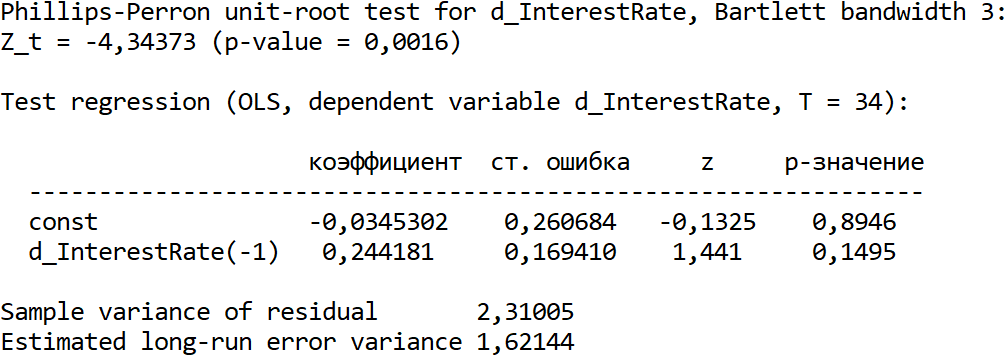 Phillips-Perron unit-root test for d_InterestRate, Bartlett bandwidth 3:
Z_t = -4,34373 (p-value = 0,0016)
Test regression (OLS, dependent variable d_InterestRate, T = 34):
коэффициент ст. ошибка z p-значение
-----------------------------------------------------------------
const -0,0345302 0,260684 -0,1325 0,8946
d_InterestRate(-1) 0,244181 0,169410 1,441 0,1495
Sample variance of residual 2,31005
Estimated long-run error variance 1,62144